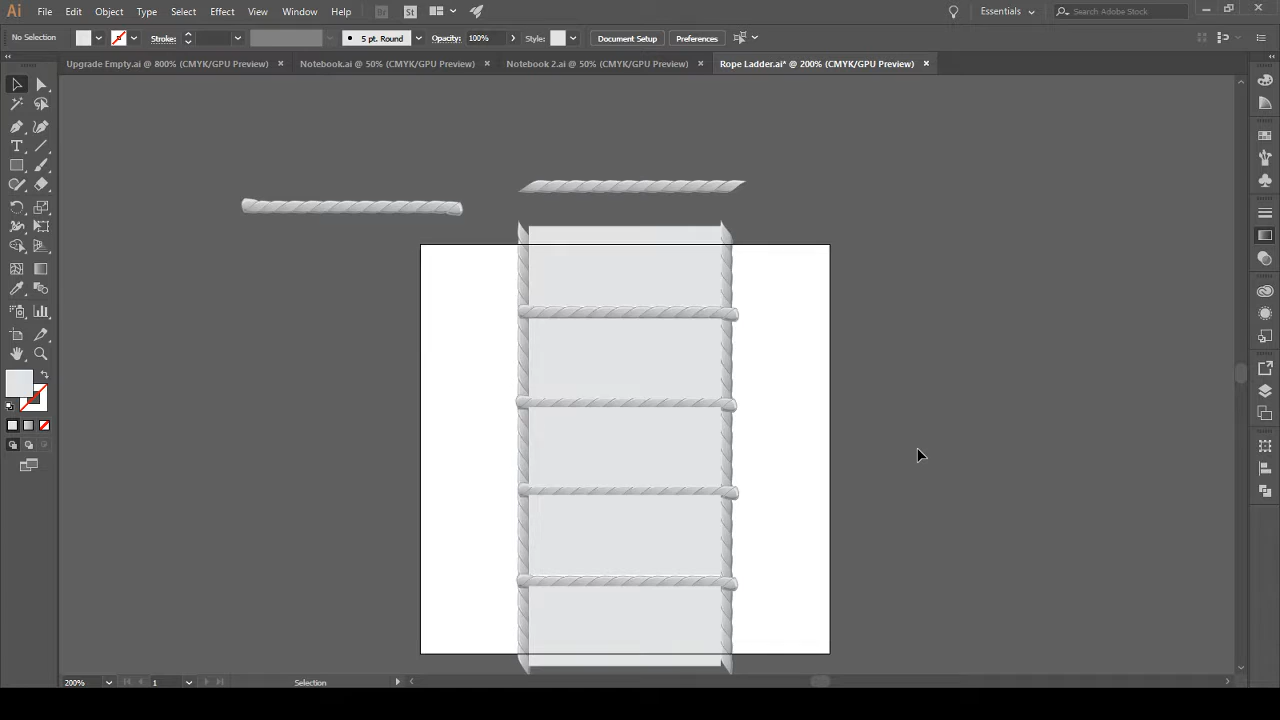 Ai File Edit Object Type Select Effect View Window Help Br St Essentials Search Adobe Stock
No Selection Stroke: 5 pt. Round Opacity: 100% Style: Document Setup Preferences
Upgrade Empty.ai @ 800% (CMYK/GPU Preview) Notebook.ai @ 50% (CMYK/GPU Preview) Notebook 2.ai @ 50% (CMYK/GPU Preview) Rope Ladder.ai* @ 200% (CMYK/GPU Preview)
200% 1 Selection